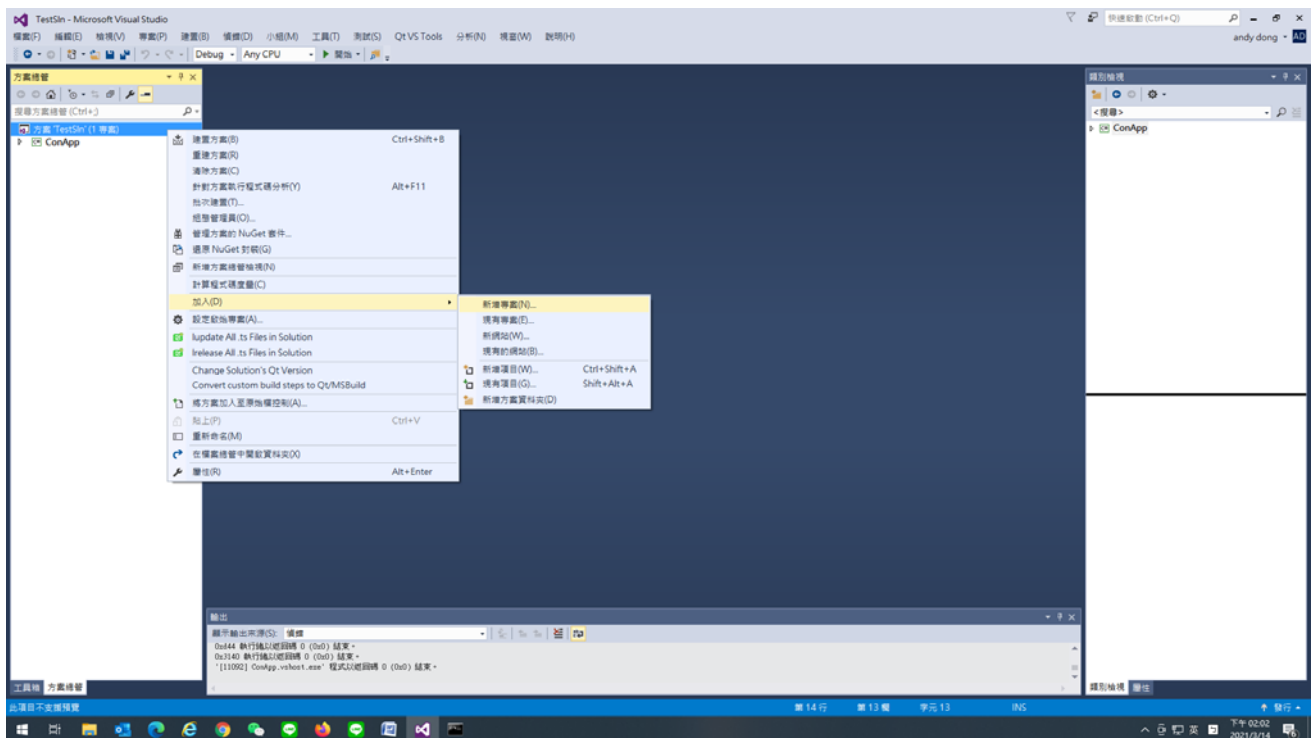 TestSln - Microsoft Visual Studio
快速啟動 (Ctrl+Q)
檔案(F) 編輯(E) 檢視(V) 專案(P) 建置(B) 偵錯(D) 小組(M) 工具(T) 測試(S) Qt VS Tools 分析(N) 視窗(W) 說明(H)
andy dong
AD
Debug
Any CPU
開始
方案總管
搜尋方案總管 (Ctrl+;)
方案 'TestSln' (1 專案)
ConApp
建置方案(B) Ctrl+Shift+B
重建方案(R)
清除方案(C)
針對方案執行程式碼分析(Y) Alt+F11
批次建置(T)...
組態管理員(O)...
管理方案的 NuGet 套件...
還原 NuGet 封裝(G)
新增方案總管檢視(N)
計算程式碼度量(C)
加入(D)
設定啟始專案(A)...
lupdate All .ts Files in Solution
lrelease All .ts Files in Solution
Change Solution's Qt Version
Convert custom build steps to Qt/MSBuild
將方案加入至原始檔控制(A)...
貼上(P) Ctrl+V
重新命名(M)
在檔案總管中開啟資料夾(X)
屬性(R) Alt+Enter
新增專案(N)...
現有專案(E)...
新網站(W)...
現有的網站(B)...
新增項目(W)... Ctrl+Shift+A
現有項目(G)... Shift+Alt+A
新增方案資料夾(D)
類別檢視
<搜尋>
ConApp
輸出
顯示輸出來源(S): 偵錯
0xd44 執行緒以返回碼 0 (0x0) 結束。
0x3140 執行緒以返回碼 0 (0x0) 結束。
'[11092] ConApp.vshost.exe' 程式以返回碼 0 (0x0) 結束。
工具箱 方案總管
類別檢視 屬性
此項目不支援預覽
第 14 行 第 13 欄 字元 13 INS
發行
英
下午 02:02
2021/3/14